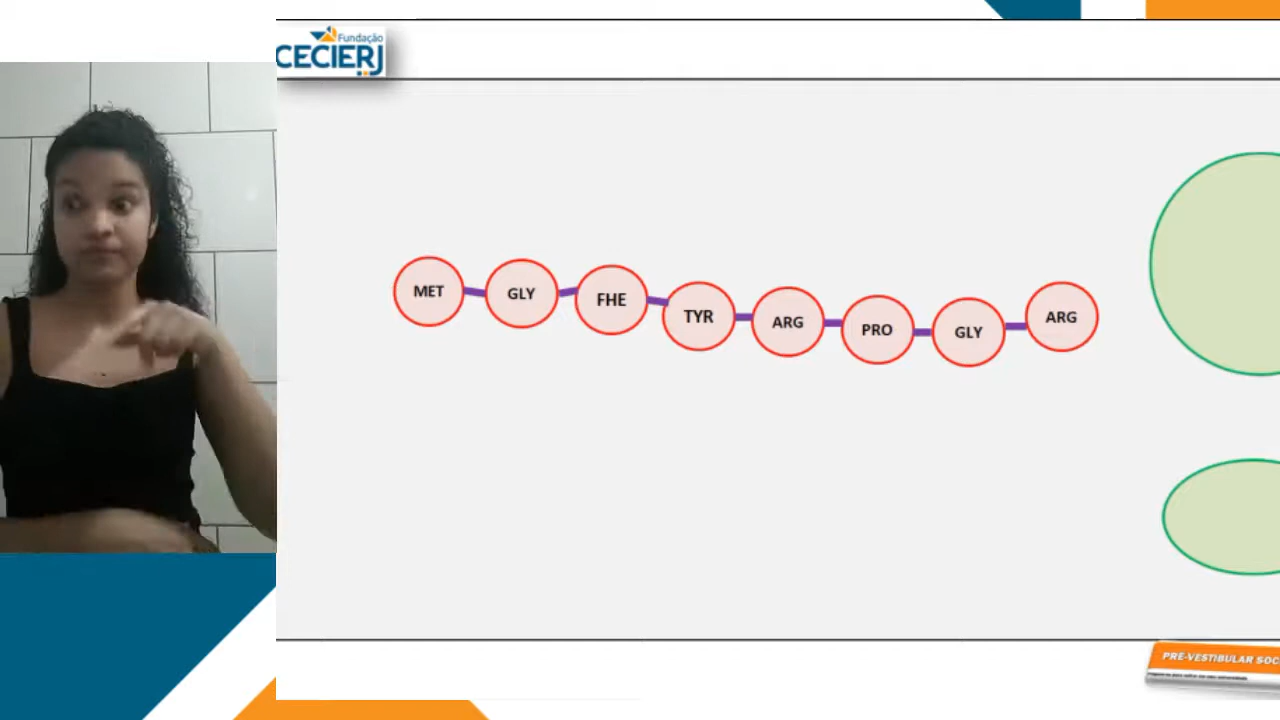 Fundação
CECIERJ
MET GLY FHE TYR ARG PRO GLY ARG
PRÉ-VESTIBULAR SOC